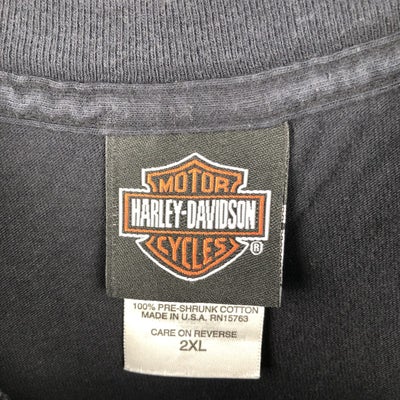 MOTOR
HARLEY-DAVIDSON
CYCLES
®
100% PRE-SHRUNK COTTON
MADE IN U.S.A. RN15763
CARE ON REVERSE
2XL